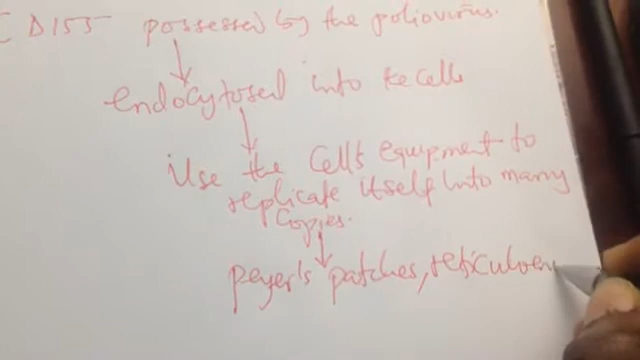 CD155 possessed by the poliovirus.
endocytosed into the cells
Use the Cell's equipment to
replicate itself into many
Copies.
peyer's patches, reticuloen